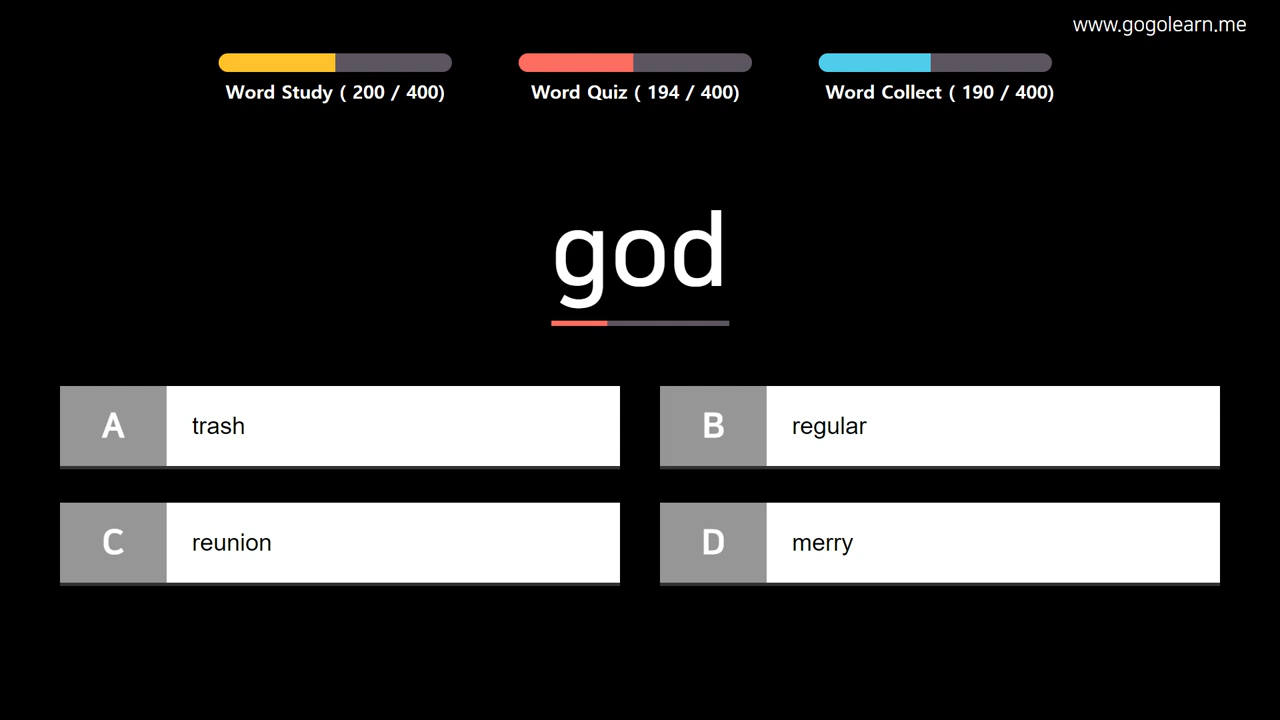 www.gogolearn.me
Word Study ( 200 / 400)
Word Quiz ( 194 / 400)
Word Collect ( 190 / 400)
god
A trash
B regular
C reunion
D merry